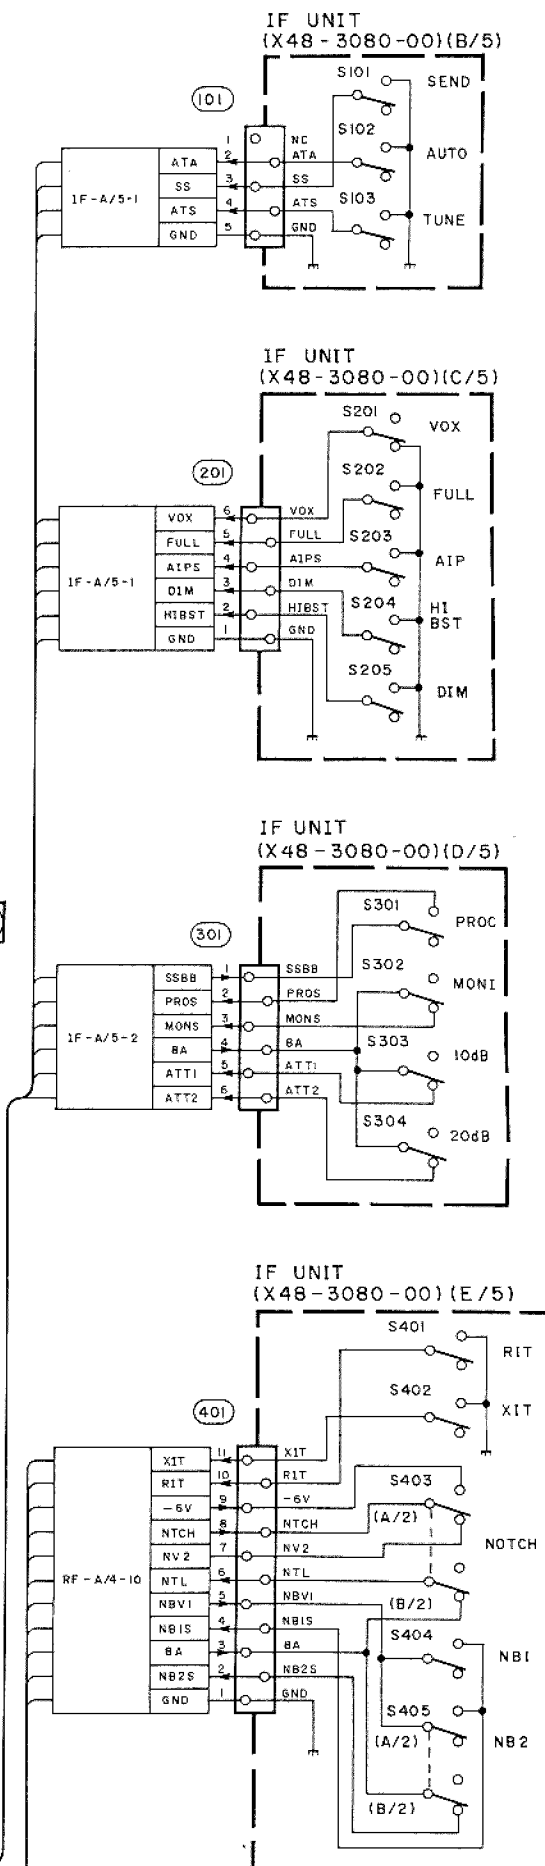 IF UNIT
(X48-3080-00)(B/5)
101
S101
SEND
1 NC
S102
2 ATA
ATA
AUTO
IF-A/5-1
SS
3 SS
ATS
4 ATS
S103
TUNE
GND
5 GND
IF UNIT
(X48-3080-00)(C/5)
S201
VOX
201
S202
FULL
VOX
6 VOX
FULL
5 FULL
S203
AIP
IF-A/5-1
AIPS
4 AIPS
DIM
3 DIM
S204
HI
BST
HIBST
2 HIBST
GND
1 GND
S205
DIM
IF UNIT
(X48-3080-00)(D/5)
301
S301
PROC
SSBB
1 SSBB
S302
MONI
PROS
2 PROS
IF-A/5-2
MONS
3 MONS
8A
4 8A
S303
10dB
ATT1
5 ATT1
ATT2
6 ATT2
S304
20dB
IF UNIT
(X48-3080-00)(E/5)
S401
RIT
S402
XIT
401
XIT
11 XIT
RIT
10 RIT
S403
-6V
9 -6V
(A/2)
NTCH
8 NTCH
NOTCH
NV2
7 NV2
RF-A/4-10
NTL
6 NTL
(B/2)
NBV1
5 NBV1
NB1S
4 NB1S
S404
NB1
8A
3 8A
NB2S
2 NB2S
GND
1 GND
S405
(A/2)
NB2
(B/2)